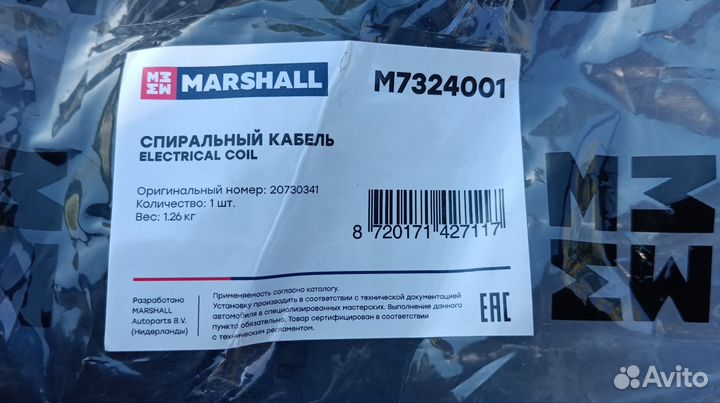 MARSHALL
M7324001
СПИРАЛЬНЫЙ КАБЕЛЬ
ELECTRICAL COIL
Оригинальный номер: 20730341
Количество: 1 шт.
Вес: 1.26 кг
8 720171 427117
Разработано
MARSHALL
Autoparts B.V.
(Нидерланды)
Применяемость согласно каталогу.
Установку производить в соответствии с технической документацией
автомобиля в специализированных мастерских. Выполнение данного
пункта обязательно. Товар сертифицирован в соответствии
с техническим регламентом.
EAC
Avito